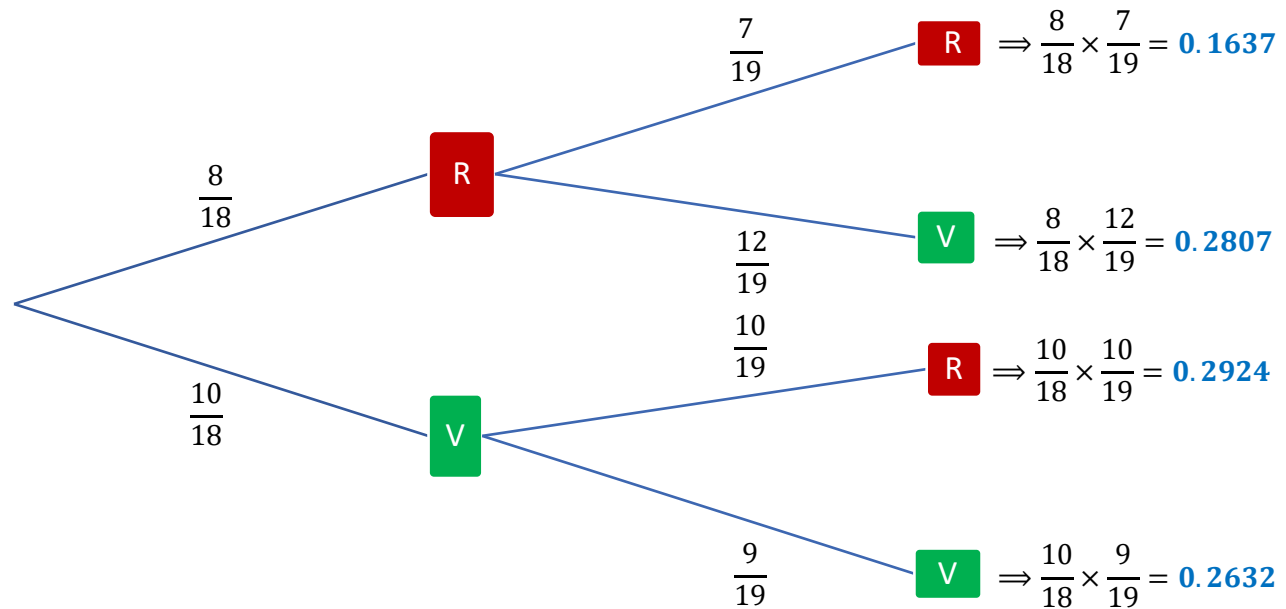 7/19
R ⟹ 8/18 × 7/19 = 0.1637
8/18
R
V ⟹ 8/18 × 12/19 = 0.2807
12/19
10/19
R ⟹ 10/18 × 10/19 = 0.2924
10/18
V
9/19
V ⟹ 10/18 × 9/19 = 0.2632